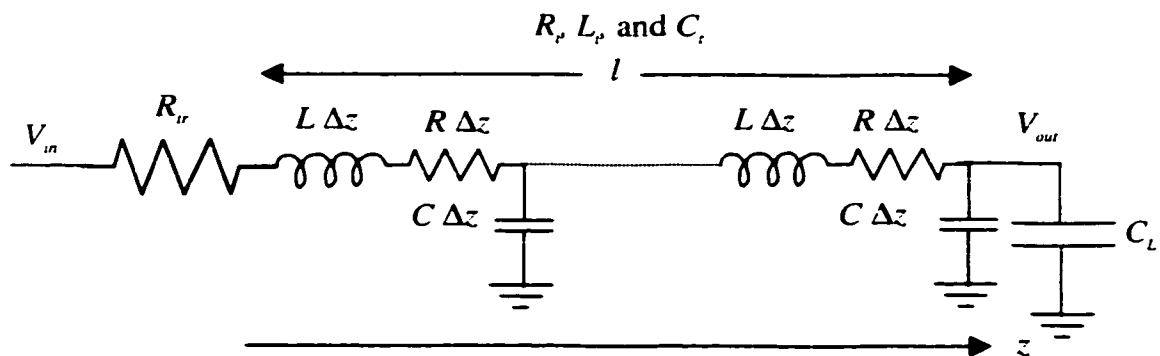 R_t, L_t, and C_t
l
R_tr
L Δz
R Δz
L Δz
R Δz
V_in
V_out
C Δz
C Δz
C_L
z